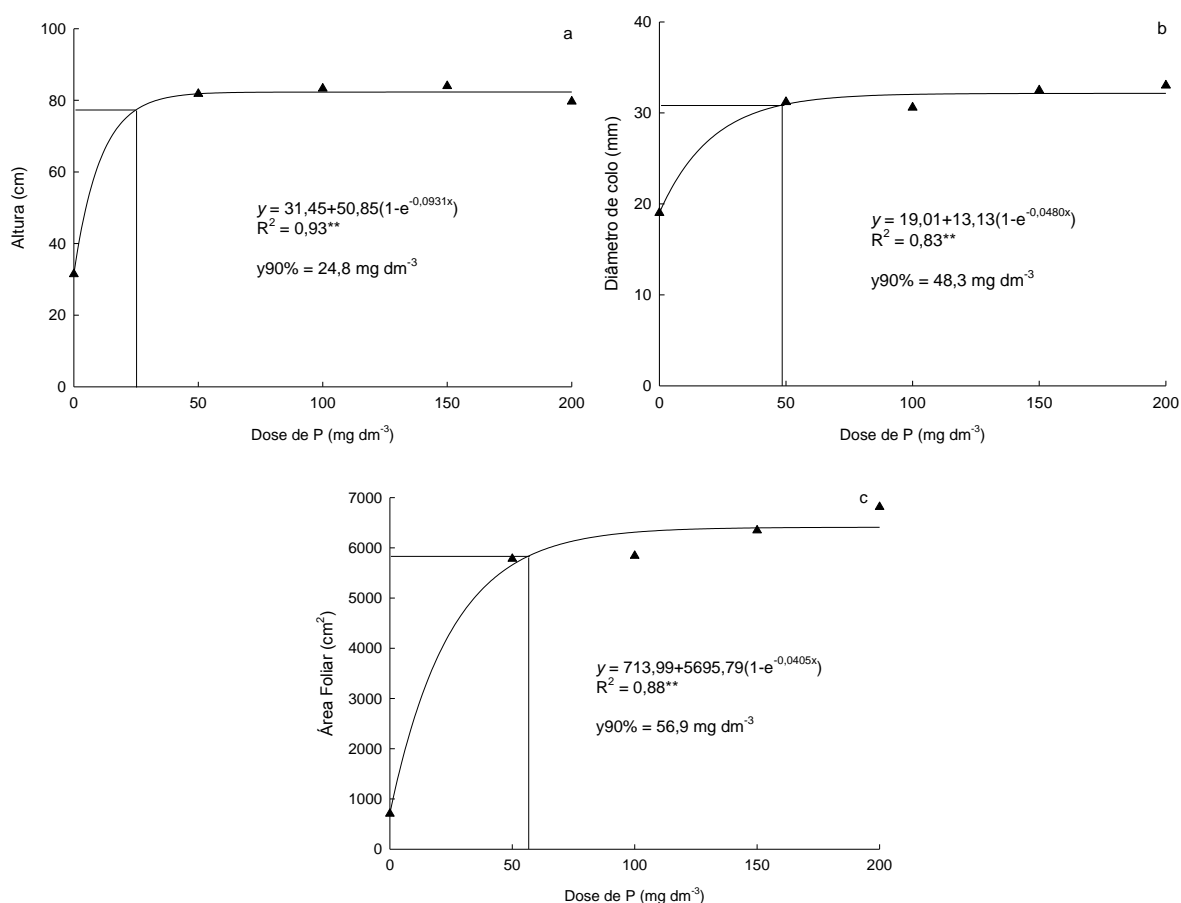 a
100
80
60
40
20
0
Altura (cm)
y = 31,45+50,85(1-e^-0,0931x)
R² = 0,93**
y90% = 24,8 mg dm⁻³
0 50 100 150 200
Dose de P (mg dm⁻³)
b
40
30
20
10
0
Diâmetro de colo (mm)
y = 19,01+13,13(1-e^-0,0480x)
R² = 0,83**
y90% = 48,3 mg dm⁻³
0 50 100 150 200
Dose de P (mg dm⁻³)
c
7000
6000
5000
4000
3000
2000
1000
0
Área Foliar (cm²)
y = 713,99+5695,79(1-e^-0,0405x)
R² = 0,88**
y90% = 56,9 mg dm⁻³
0 50 100 150 200
Dose de P (mg dm⁻³)